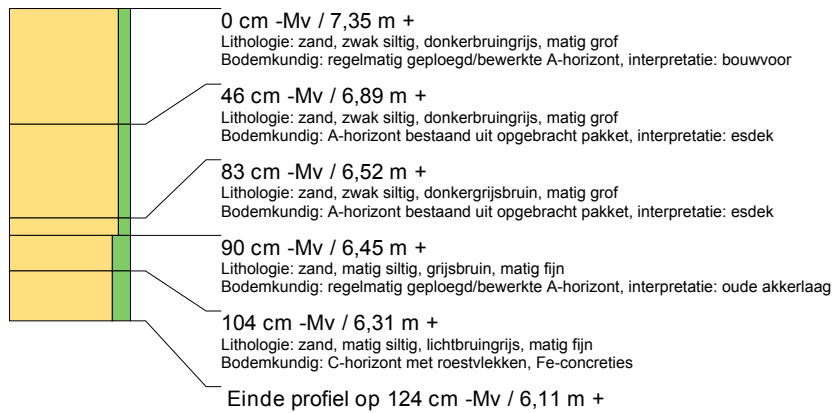 0 cm -Mv / 7,35 m +
Lithologie: zand, zwak siltig, donkerbruingrijs, matig grof
Bodemkundig: regelmatig geploegd/bewerkte A-horizont, interpretatie: bouwvoor
46 cm -Mv / 6,89 m +
Lithologie: zand, zwak siltig, donkerbruingrijs, matig grof
Bodemkundig: A-horizont bestaand uit opgebracht pakket, interpretatie: esdek
83 cm -Mv / 6,52 m +
Lithologie: zand, zwak siltig, donkergrijsbruin, matig grof
Bodemkundig: A-horizont bestaand uit opgebracht pakket, interpretatie: esdek
90 cm -Mv / 6,45 m +
Lithologie: zand, matig siltig, grijsbruin, matig fijn
Bodemkundig: regelmatig geploegd/bewerkte A-horizont, interpretatie: oude akkerlaag
104 cm -Mv / 6,31 m +
Lithologie: zand, matig siltig, lichtbruingrijs, matig fijn
Bodemkundig: C-horizont met roestvlekken, Fe-concreties
Einde profiel op 124 cm -Mv / 6,11 m +